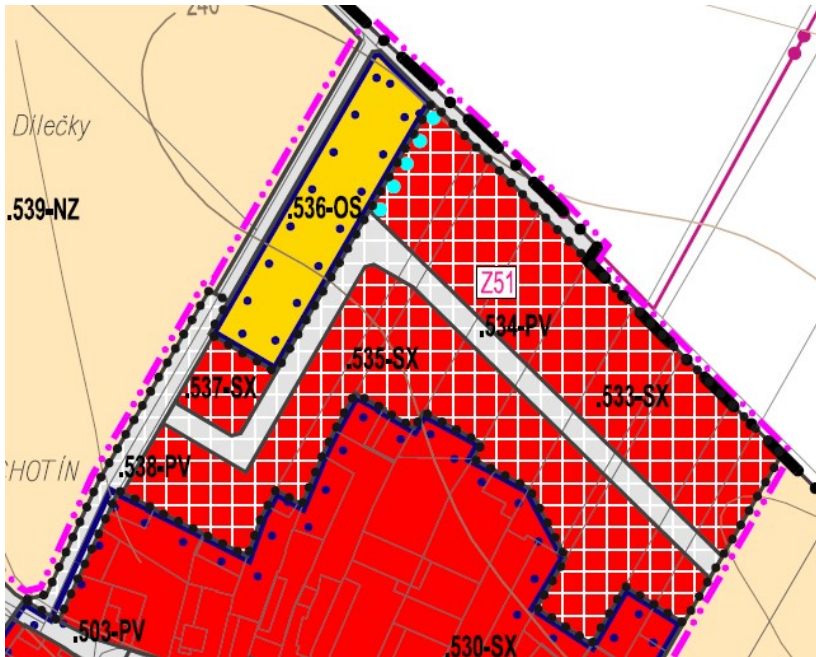 240
Dílečky
.539-NZ
.536-OS
Z51
.534-PV
.535-SX
.537-SX
.533-SX
CHOTÍN
.538-PV
.503-PV
.530-SX